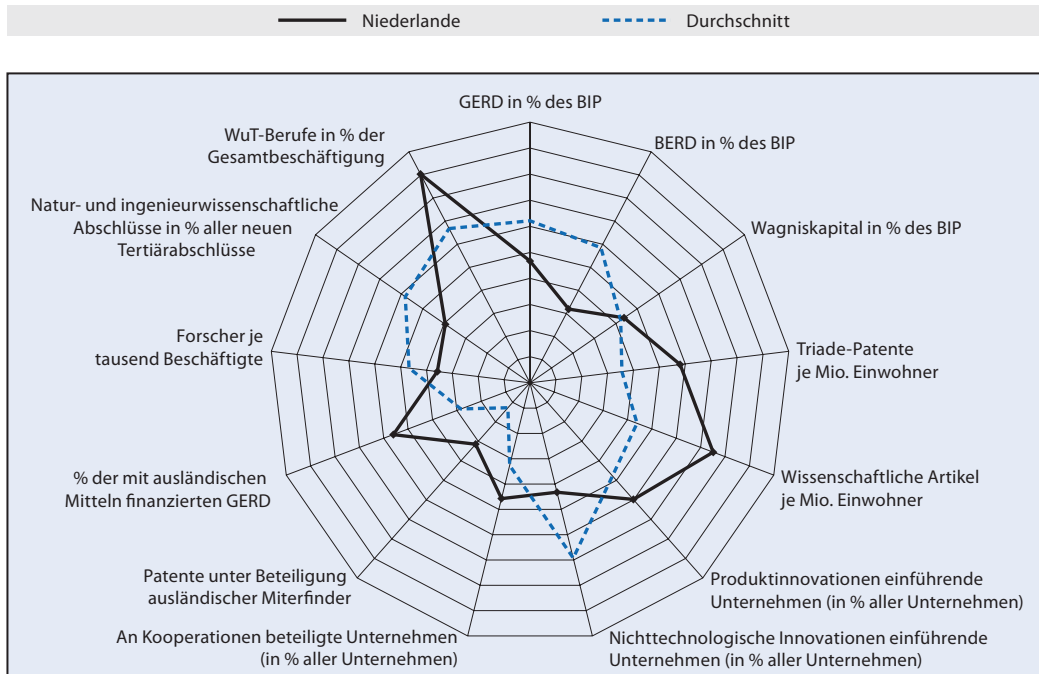 Niederlande
Durchschnitt
GERD in % des BIP
BERD in % des BIP
Wagniskapital in % des BIP
Triade-Patente
je Mio. Einwohner
Wissenschaftliche Artikel
je Mio. Einwohner
Produktinnovationen einführende
Unternehmen (in % aller Unternehmen)
Nichttechnologische Innovationen einführende
Unternehmen (in % aller Unternehmen)
An Kooperationen beteiligte Unternehmen
(in % aller Unternehmen)
Patente unter Beteiligung
ausländischer Miterfinder
% der mit ausländischen
Mitteln finanzierten GERD
Forscher je
tausend Beschäftigte
Natur- und ingenieurwissenschaftliche
Abschlüsse in % aller neuen
Tertiärabschlüsse
WuT-Berufe in % der
Gesamtbeschäftigung